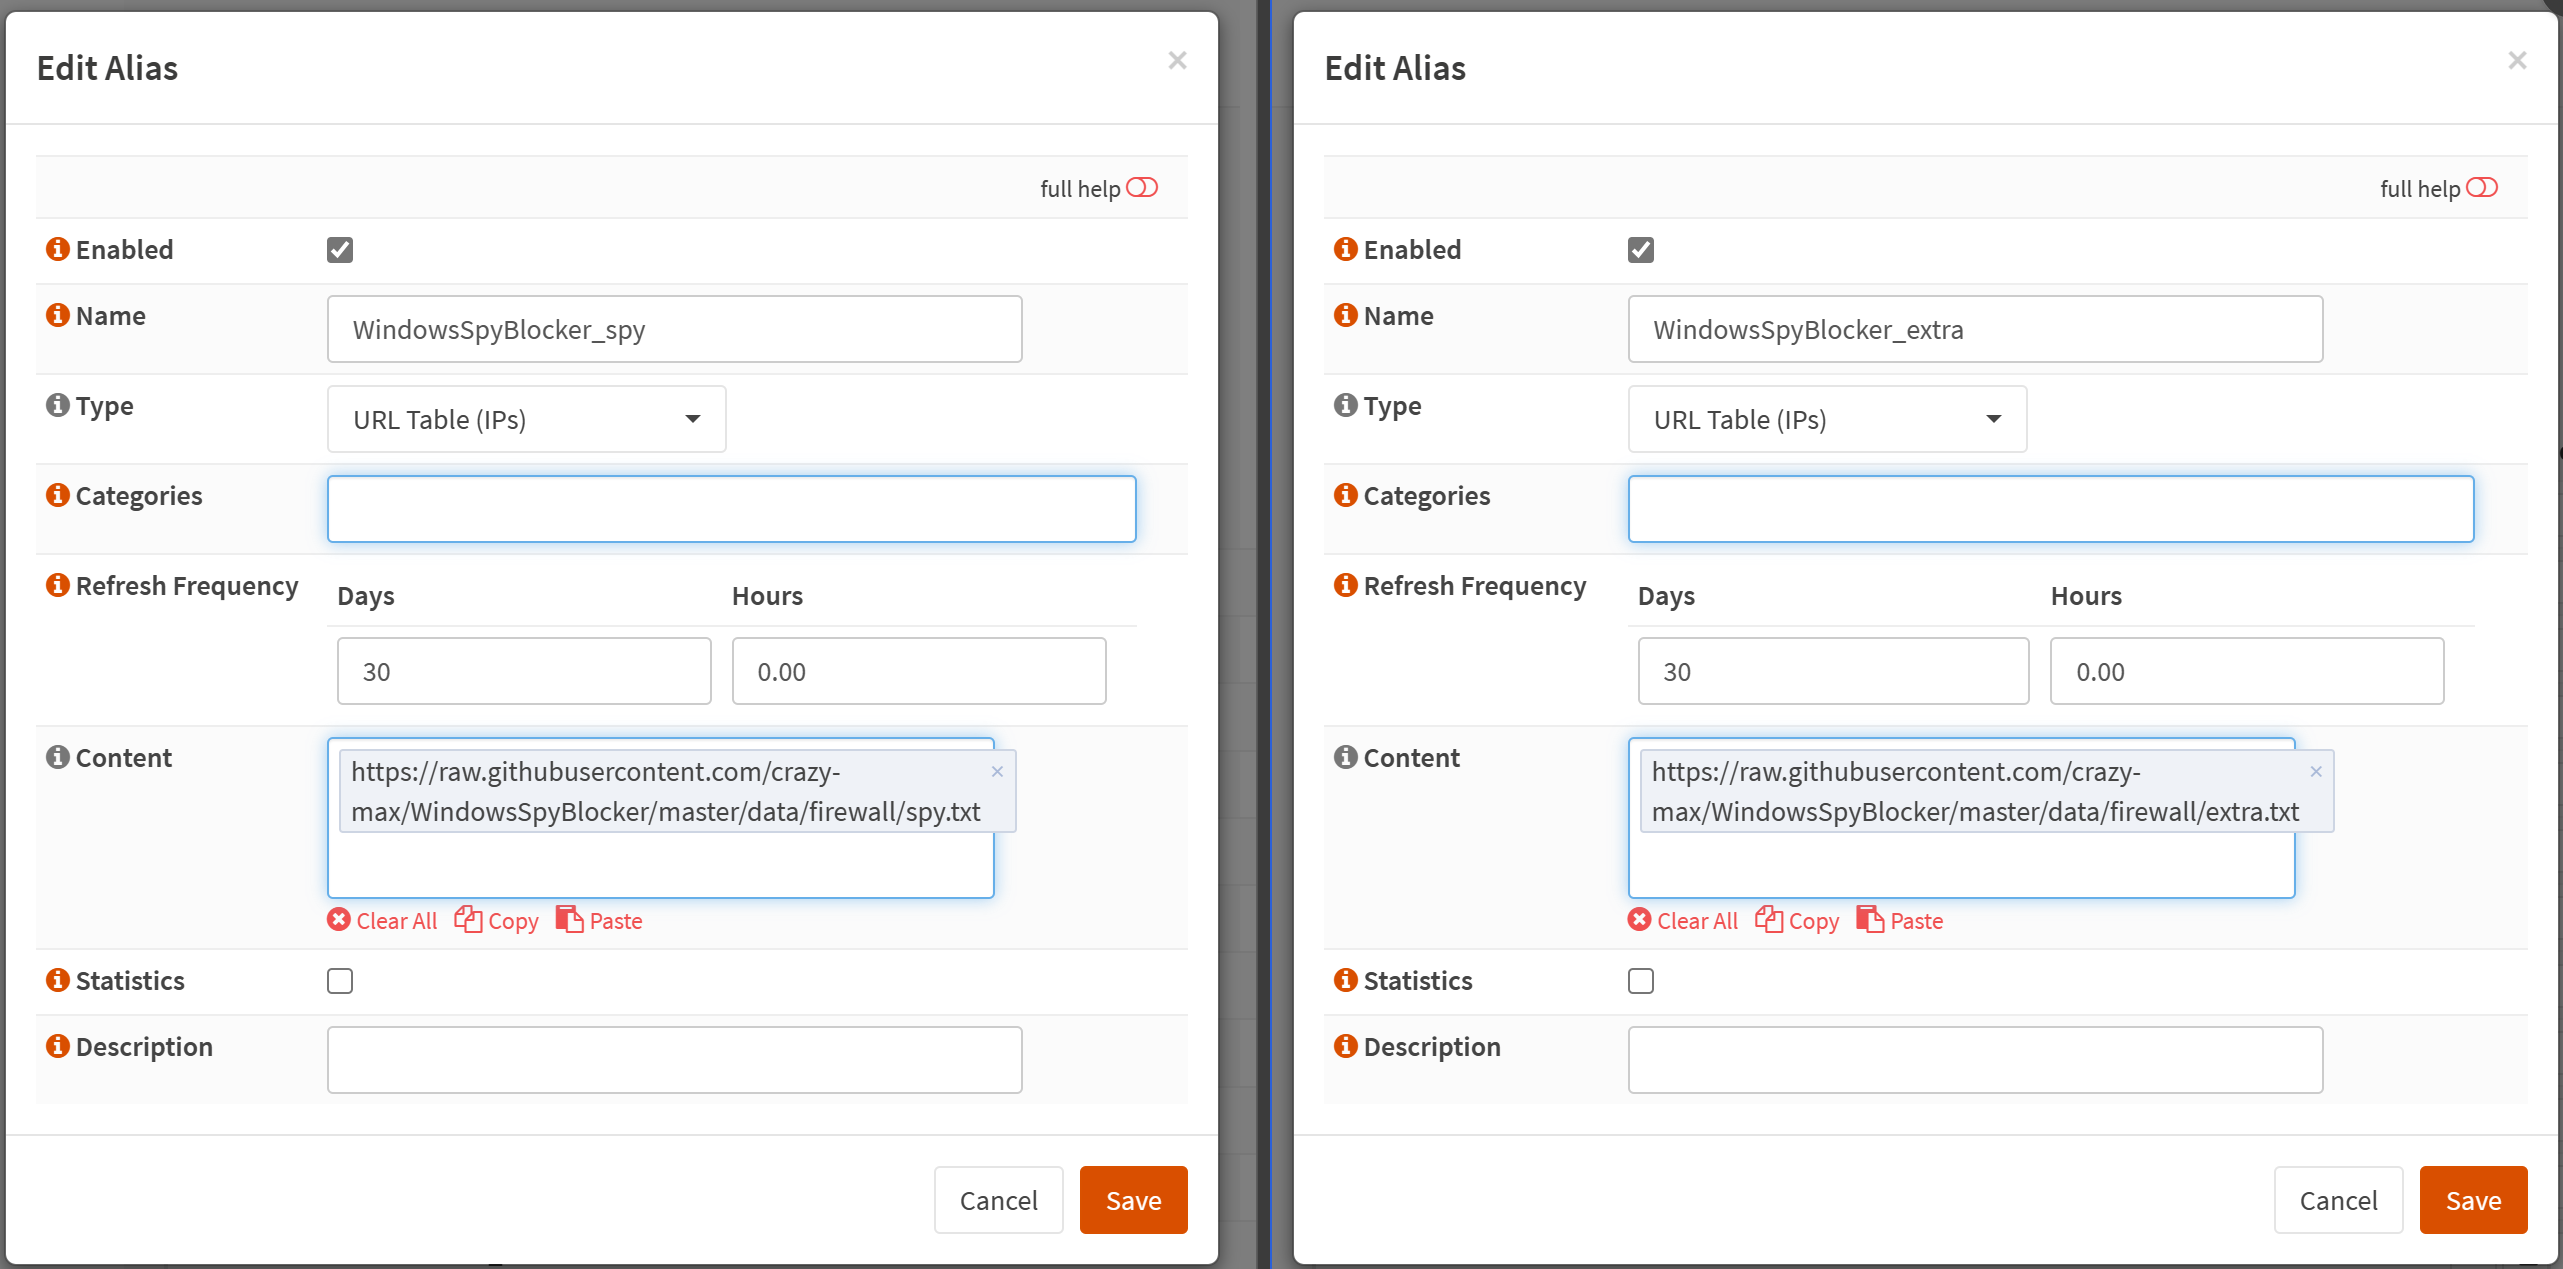 Edit Alias
×
full help
Enabled
Name
WindowsSpyBlocker_spy
Type
URL Table (IPs)
Categories
Refresh Frequency
Days
Hours
30
0.00
Content
https://raw.githubusercontent.com/crazy-
max/WindowsSpyBlocker/master/data/firewall/spy.txt
×
Clear All
Copy
Paste
Statistics
Description
Cancel
Save
Edit Alias
×
full help
Enabled
Name
WindowsSpyBlocker_extra
Type
URL Table (IPs)
Categories
Refresh Frequency
Days
Hours
30
0.00
Content
https://raw.githubusercontent.com/crazy-
max/WindowsSpyBlocker/master/data/firewall/extra.txt
×
Clear All
Copy
Paste
Statistics
Description
Cancel
Save